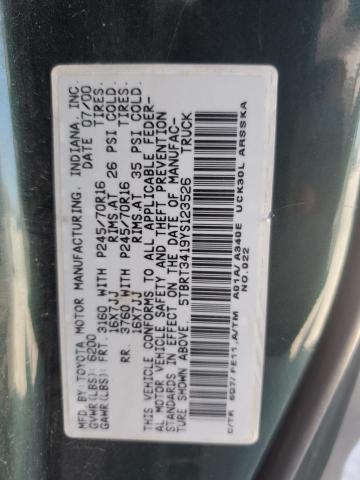 MFD.BY:TOYOTA MOTOR MANUFACTURING, INDIANA, INC.
GVWR(LBS): 6200 DATE 07/00
GAWR(LBS): FRT. 3160 WITH P245/70R16 TIRES.
16X7JJ RIMS.AT 26 PSI COLD.
RR. 3760 WITH P245/70R16 TIRES.
16X7JJ RIMS.AT 35 PSI COLD.
THIS VEHICLE CONFORMS TO ALL APPLICABLE FEDER-
AL MOTOR VEHICLE SAFETY AND THEFT PREVENTION
STANDARDS IN EFFECT ON THE DATE OF MANUFAC-
TURE SHOWN ABOVE. 5TBRT3419YS123526 TRUCK
C/TR 6Q7/FE11,A/TM A01A/A340E UCK30L ARSSKA
NO.022